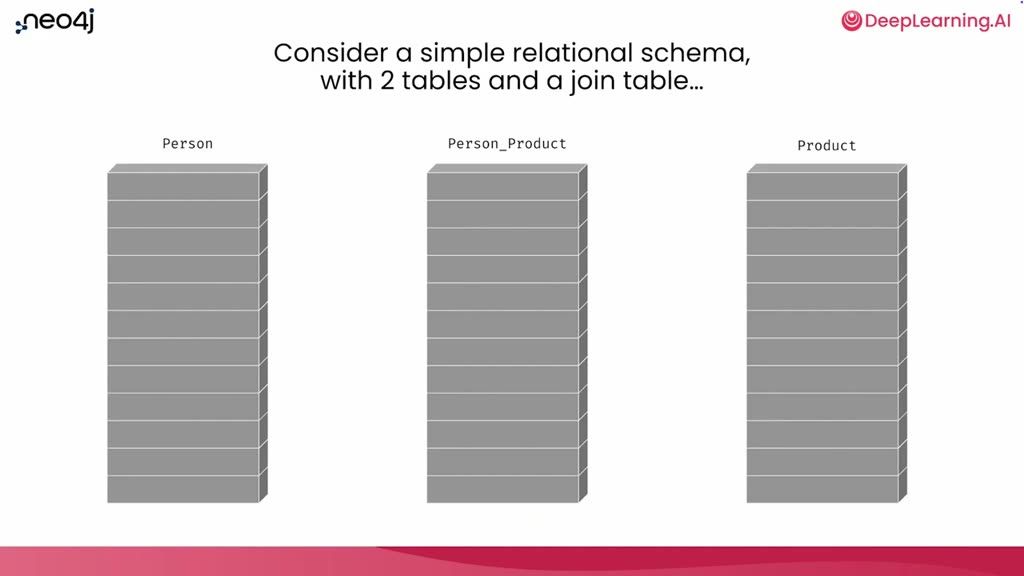 neo4j
DeepLearning.AI
Consider a simple relational schema,
with 2 tables and a join table...
Person
Person_Product
Product